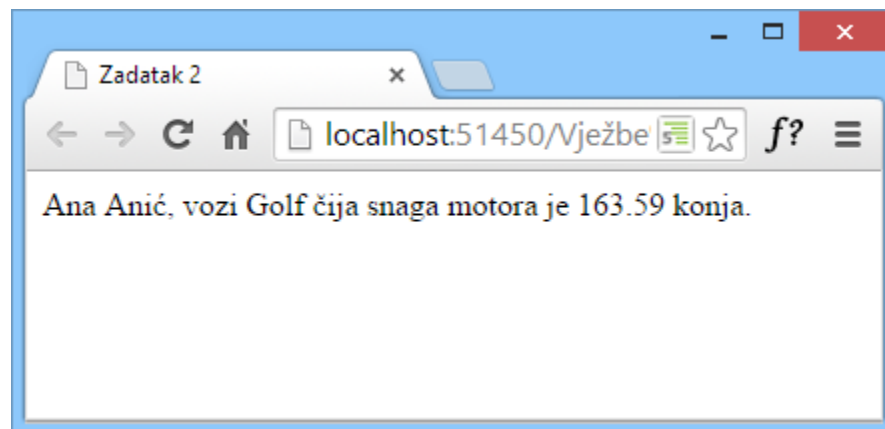 Zadatak 2
localhost:51450/Vježbe
f?
Ana Anić, vozi Golf čija snaga motora je 163.59 konja.